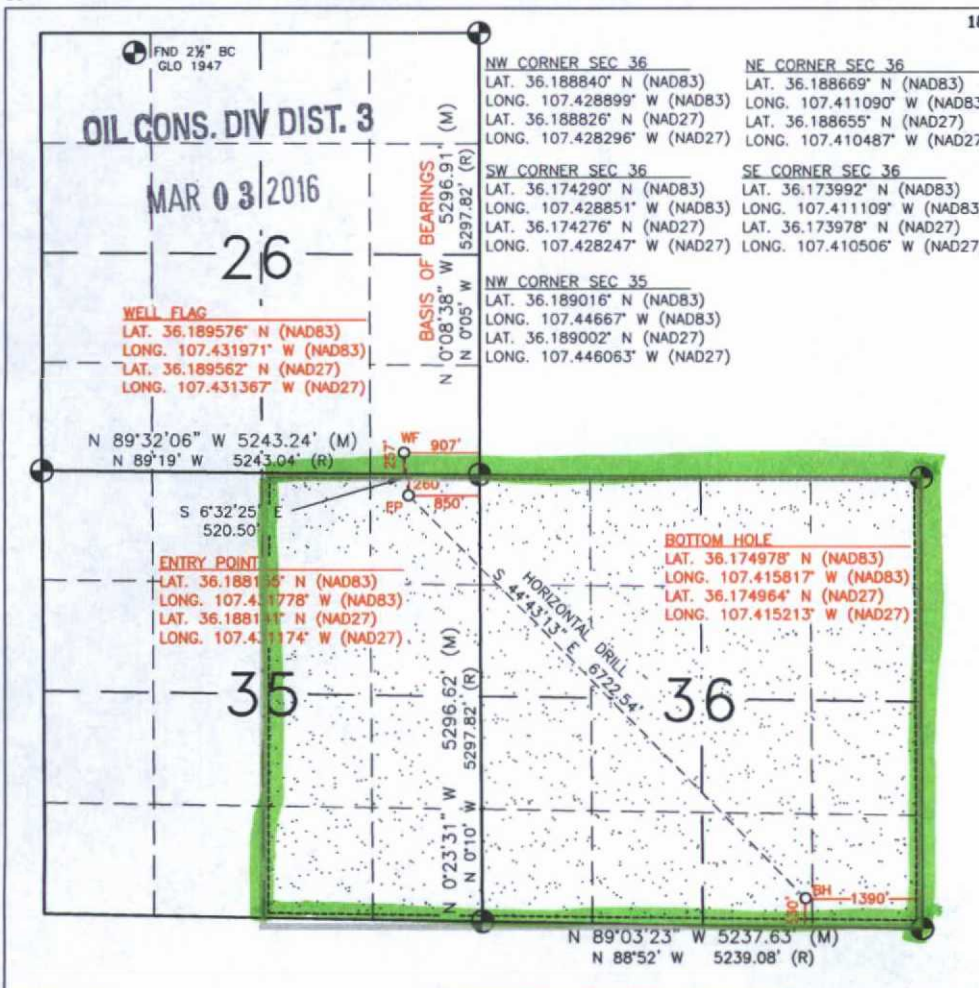 18
FND 2½" BC
GLO 1947
OIL CONS. DIV DIST. 3
MAR 03 2016
26
BASIS OF BEARINGS
N 0°08'38" W 5296.91' (M)
N 0°05' W 5297.82' (R)
NW CORNER SEC 36
LAT. 36.188840° N (NAD83)
LONG. 107.428899° W (NAD83)
LAT. 36.188826° N (NAD27)
LONG. 107.428296° W (NAD27)
NE CORNER SEC 36
LAT. 36.188669° N (NAD83)
LONG. 107.411090° W (NAD83
LAT. 36.188655° N (NAD27)
LONG. 107.410487° W (NAD27
SW CORNER SEC 36
LAT. 36.174290° N (NAD83)
LONG. 107.428851° W (NAD83)
LAT. 36.174276° N (NAD27)
LONG. 107.428247° W (NAD27)
SE CORNER SEC 36
LAT. 36.173992° N (NAD83)
LONG. 107.411109° W (NAD83
LAT. 36.173978° N (NAD27)
LONG. 107.410506° W (NAD27
NW CORNER SEC 35
LAT. 36.189016° N (NAD83)
LONG. 107.44667° W (NAD83)
LAT. 36.189002° N (NAD27)
LONG. 107.446063° W (NAD27)
WELL FLAG
LAT. 36.189576° N (NAD83)
LONG. 107.431971° W (NAD83)
LAT. 36.189562° N (NAD27)
LONG. 107.431367° W (NAD27)
N 89°32'06" W 5243.24' (M)
N 89°19' W 5243.04' (R)
WF
907'
257'
260'
850'
EP
S 6°32'25" E
520.50'
ENTRY POINT
LAT. N (NAD83)
LONG. W (NAD83)
LAT. N (NAD27)
LONG. W (NAD27)
BOTTOM HOLE
LAT. 36.174978° N (NAD83)
LONG. 107.415817° W (NAD83)
LAT. 36.174964° N (NAD27)
LONG. 107.415213° W (NAD27)
HORIZONTAL DRILL
S 44°43'13" E 6722.54'
35
36
N 0°23'31" W 5296.62' (M)
N 0°10' W 5297.82' (R)
BH
1390'
N 89°03'23" W 5237.63' (M)
N 88°52' W 5239.08' (R)